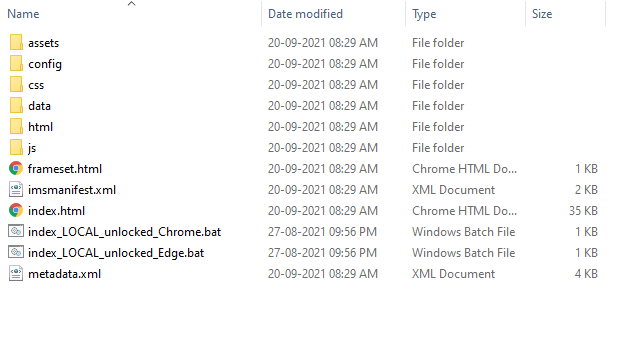 Name Date modified Type Size
assets 20-09-2021 08:29 AM File folder
config 20-09-2021 08:29 AM File folder
css 20-09-2021 08:29 AM File folder
data 20-09-2021 08:29 AM File folder
html 20-09-2021 08:29 AM File folder
js 20-09-2021 08:29 AM File folder
frameset.html 20-09-2021 08:29 AM Chrome HTML Do... 1 KB
imsmanifest.xml 20-09-2021 08:29 AM XML Document 2 KB
index.html 20-09-2021 08:29 AM Chrome HTML Do... 35 KB
index_LOCAL_unlocked_Chrome.bat 27-08-2021 09:56 PM Windows Batch File 1 KB
index_LOCAL_unlocked_Edge.bat 27-08-2021 09:56 PM Windows Batch File 1 KB
metadata.xml 20-09-2021 08:29 AM XML Document 4 KB